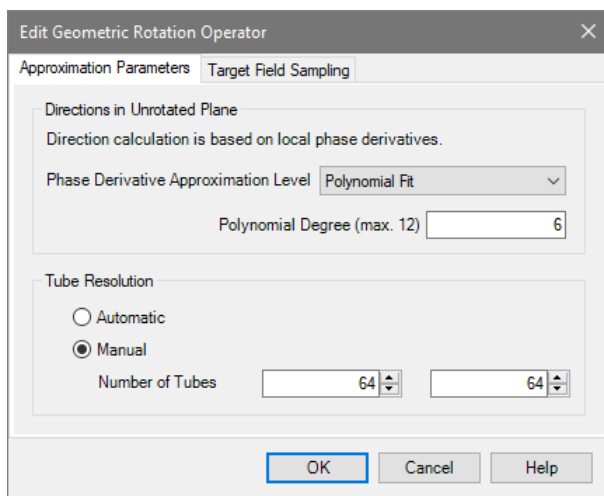 Edit Geometric Rotation Operator
Approximation Parameters Target Field Sampling
Directions in Unrotated Plane
Direction calculation is based on local phase derivatives.
Phase Derivative Approximation Level Polynomial Fit
Polynomial Degree (max. 12) 6
Tube Resolution
Automatic
Manual
Number of Tubes 64 64
OK Cancel Help